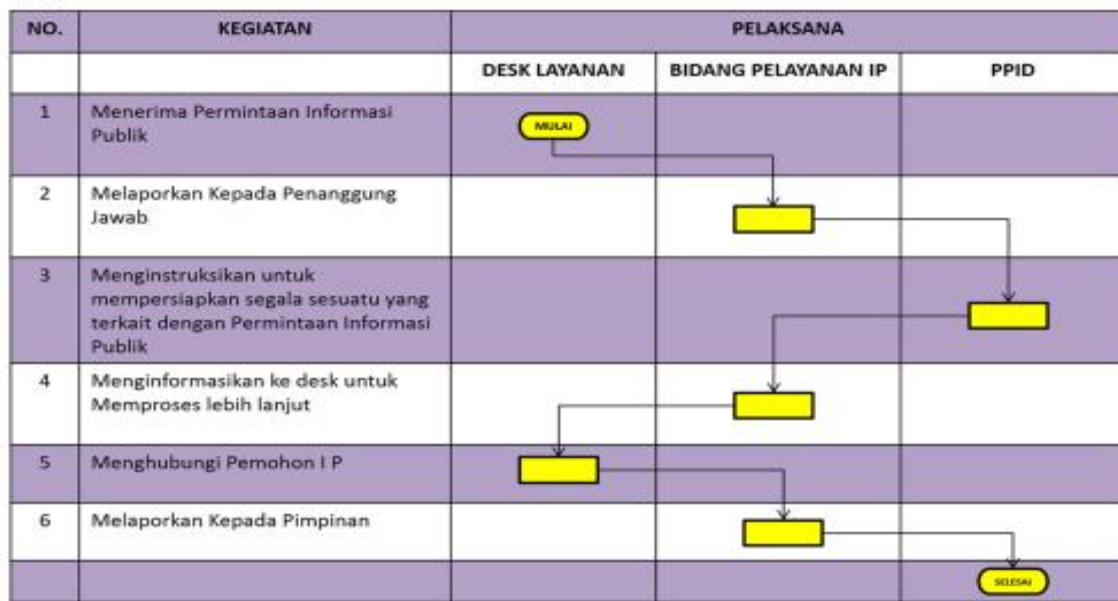 NO. KEGIATAN PELAKSANA
DESK LAYANAN BIDANG PELAYANAN IP PPID
1 Menerima Permintaan Informasi
Publik
MULAI
2 Melaporkan Kepada Penanggung
Jawab
3 Menginstruksikan untuk
mempersiapkan segala sesuatu yang
terkait dengan Permintaan Informasi
Publik
4 Menginformasikan ke desk untuk
Memproses lebih lanjut
5 Menghubungi Pemohon I P
6 Melaporkan Kepada Pimpinan
SELESAI